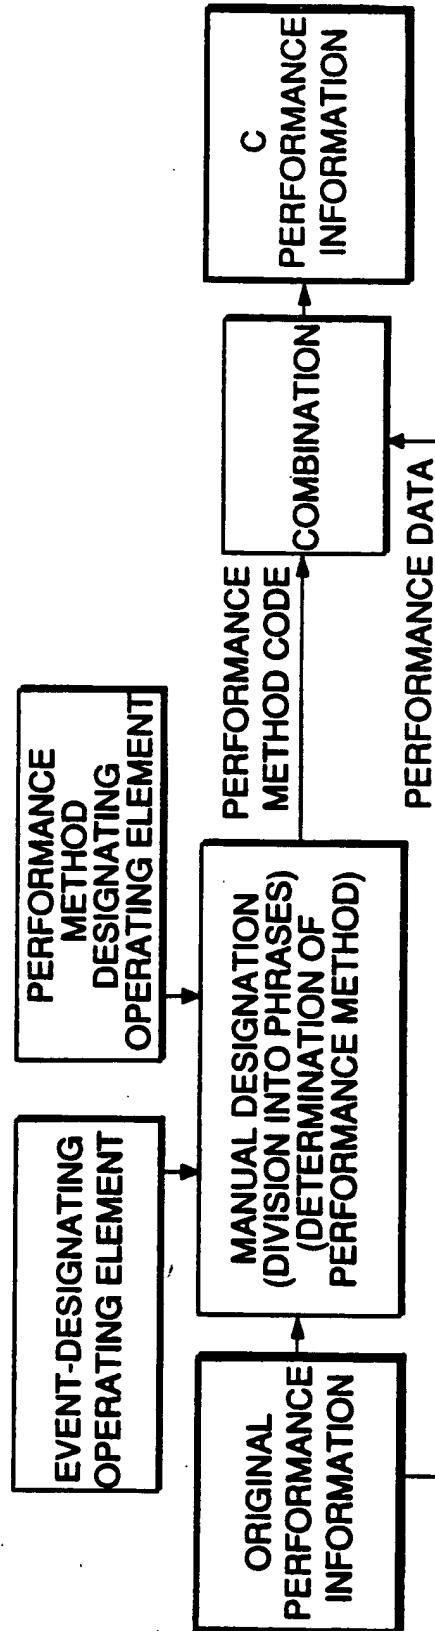 EVENT-DESIGNATING
OPERATING ELEMENT
PERFORMANCE
METHOD
DESIGNATING
OPERATING ELEMENT
ORIGINAL
PERFORMANCE
INFORMATION
MANUAL DESIGNATION
(DIVISION INTO PHRASES)
(DETERMINATION OF
PERFORMANCE METHOD)
PERFORMANCE
METHOD CODE
COMBINATION
C
PERFORMANCE
INFORMATION
PERFORMANCE DATA